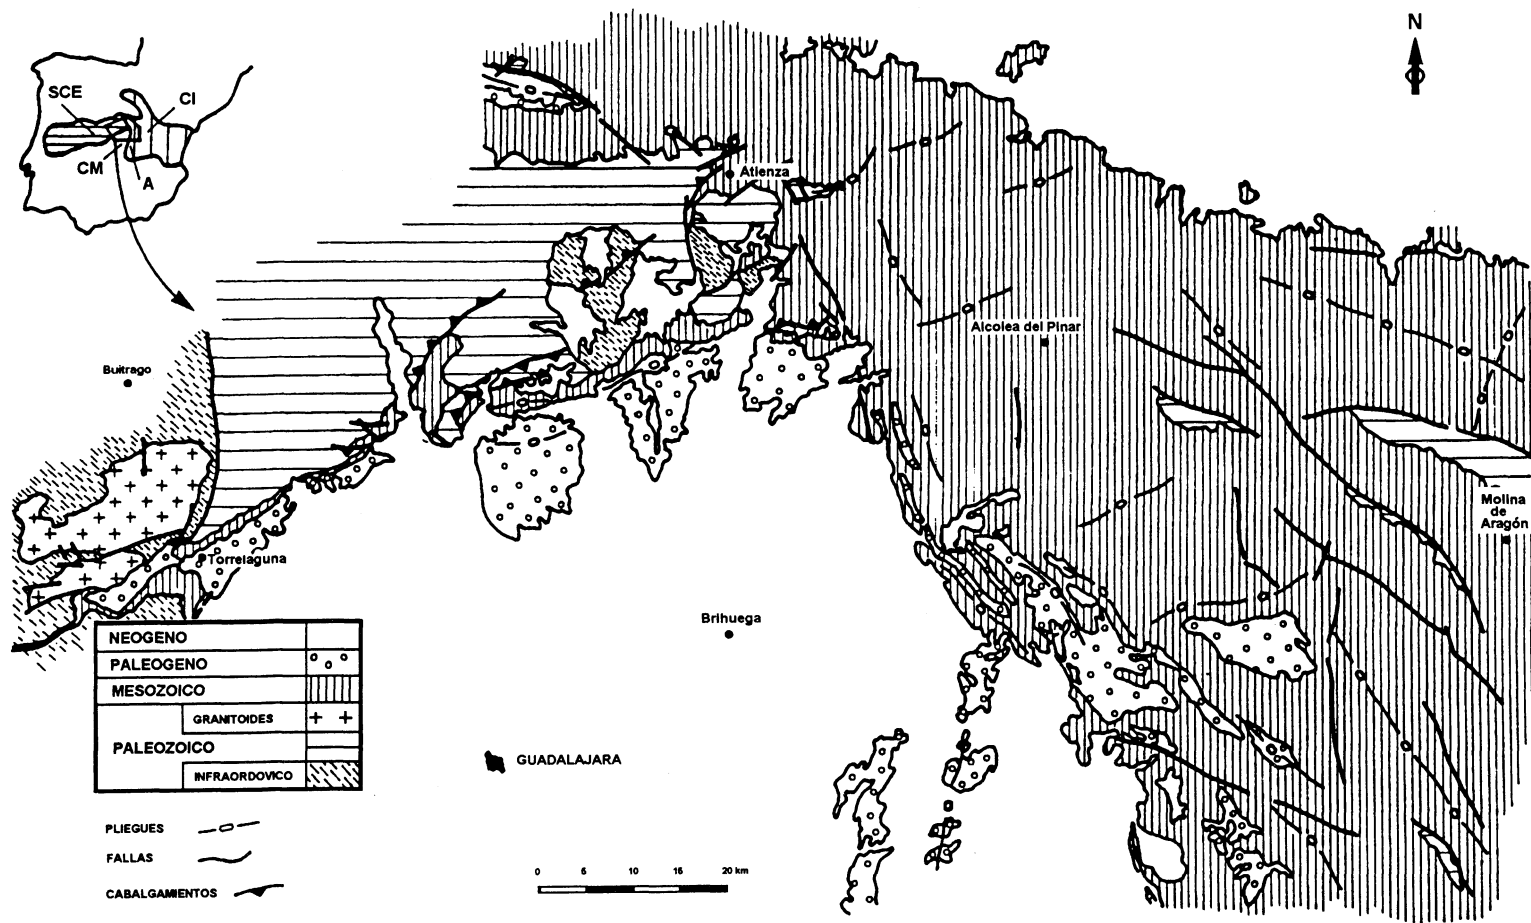 N
SCE
CI
CM
A
Atienza
Alcolea del Pinar
Buitrago
Molina
de
Aragón
Torrelaguna
Brihuega
NEOGENO
PALEOGENO
MESOZOICO
GRANITOIDES
PALEOZOICO
INFRAORDOVICO
GUADALAJARA
PLIEGUES
FALLAS
CABALGAMIENTOS
0 5 10 15 20 km